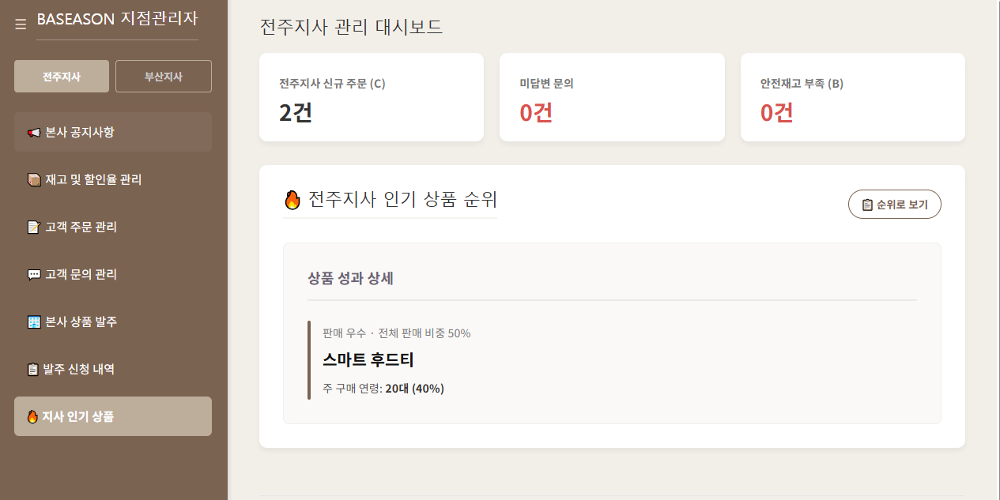 ☰ BASEASON 지점관리자
전주지사
부산지사
📢 본사 공지사항
📦 재고 및 할인율 관리
📝 고객 주문 관리
💬 고객 문의 관리
🏢 본사 상품 발주
📋 발주 신청 내역
🔥 지사 인기 상품
전주지사 관리 대시보드
전주지사 신규 주문 (C)
2건
미답변 문의
0건
안전재고 부족 (B)
0건
🔥 전주지사 인기 상품 순위
📋 순위로 보기
상품 성과 상세
판매 우수 · 전체 판매 비중 50%
스마트 후드티
주 구매 연령: 20대 (40%)